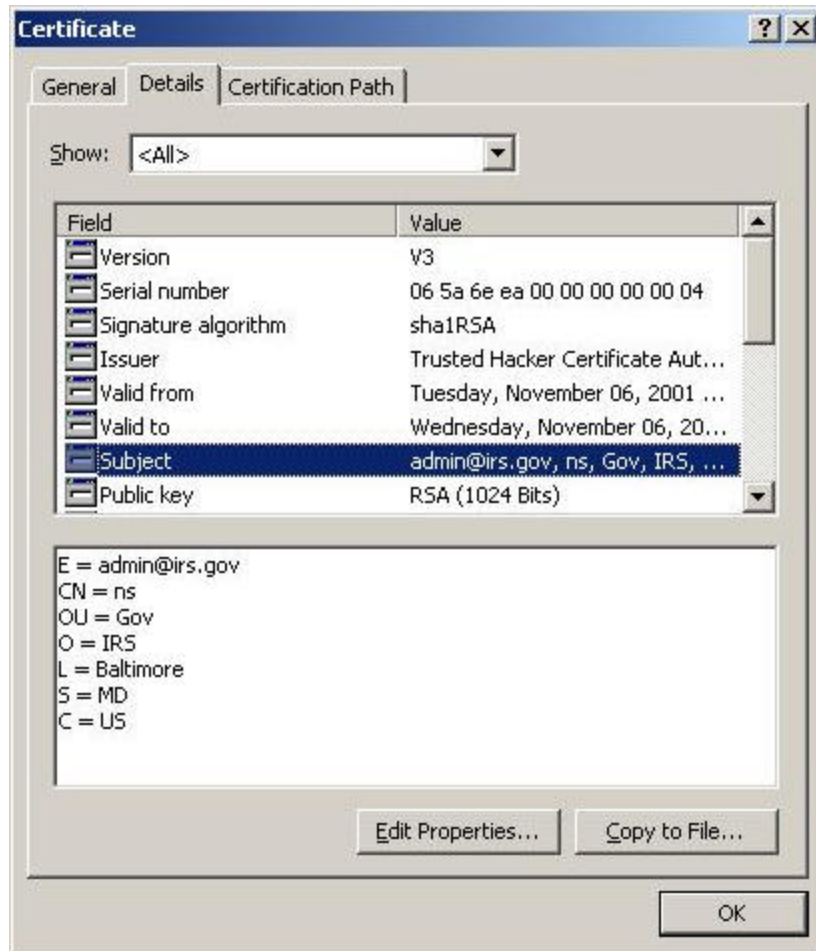 Certificate
General Details Certification Path
Show: <All>
Field Value
Version V3
Serial number 06 5a 6e ea 00 00 00 00 00 04
Signature algorithm sha1RSA
Issuer Trusted Hacker Certificate Aut...
Valid from Tuesday, November 06, 2001 ...
Valid to Wednesday, November 06, 20...
Subject admin@irs.gov, ns, Gov, IRS, ...
Public key RSA (1024 Bits)
E = admin@irs.gov
CN = ns
OU = Gov
O = IRS
L = Baltimore
S = MD
C = US
Edit Properties... Copy to File...
OK